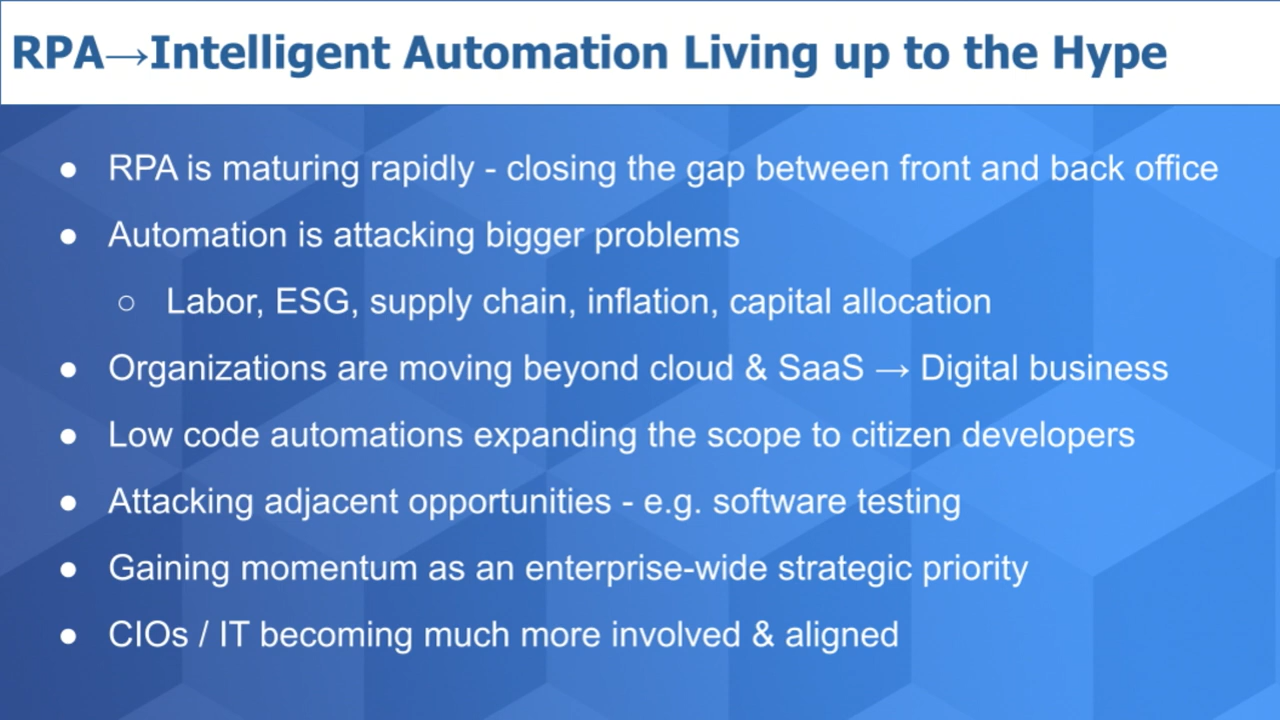 RPA→Intelligent Automation Living up to the Hype
● RPA is maturing rapidly - closing the gap between front and back office
● Automation is attacking bigger problems
○ Labor, ESG, supply chain, inflation, capital allocation
● Organizations are moving beyond cloud & SaaS → Digital business
● Low code automations expanding the scope to citizen developers
● Attacking adjacent opportunities - e.g. software testing
● Gaining momentum as an enterprise-wide strategic priority
● CIOs / IT becoming much more involved & aligned